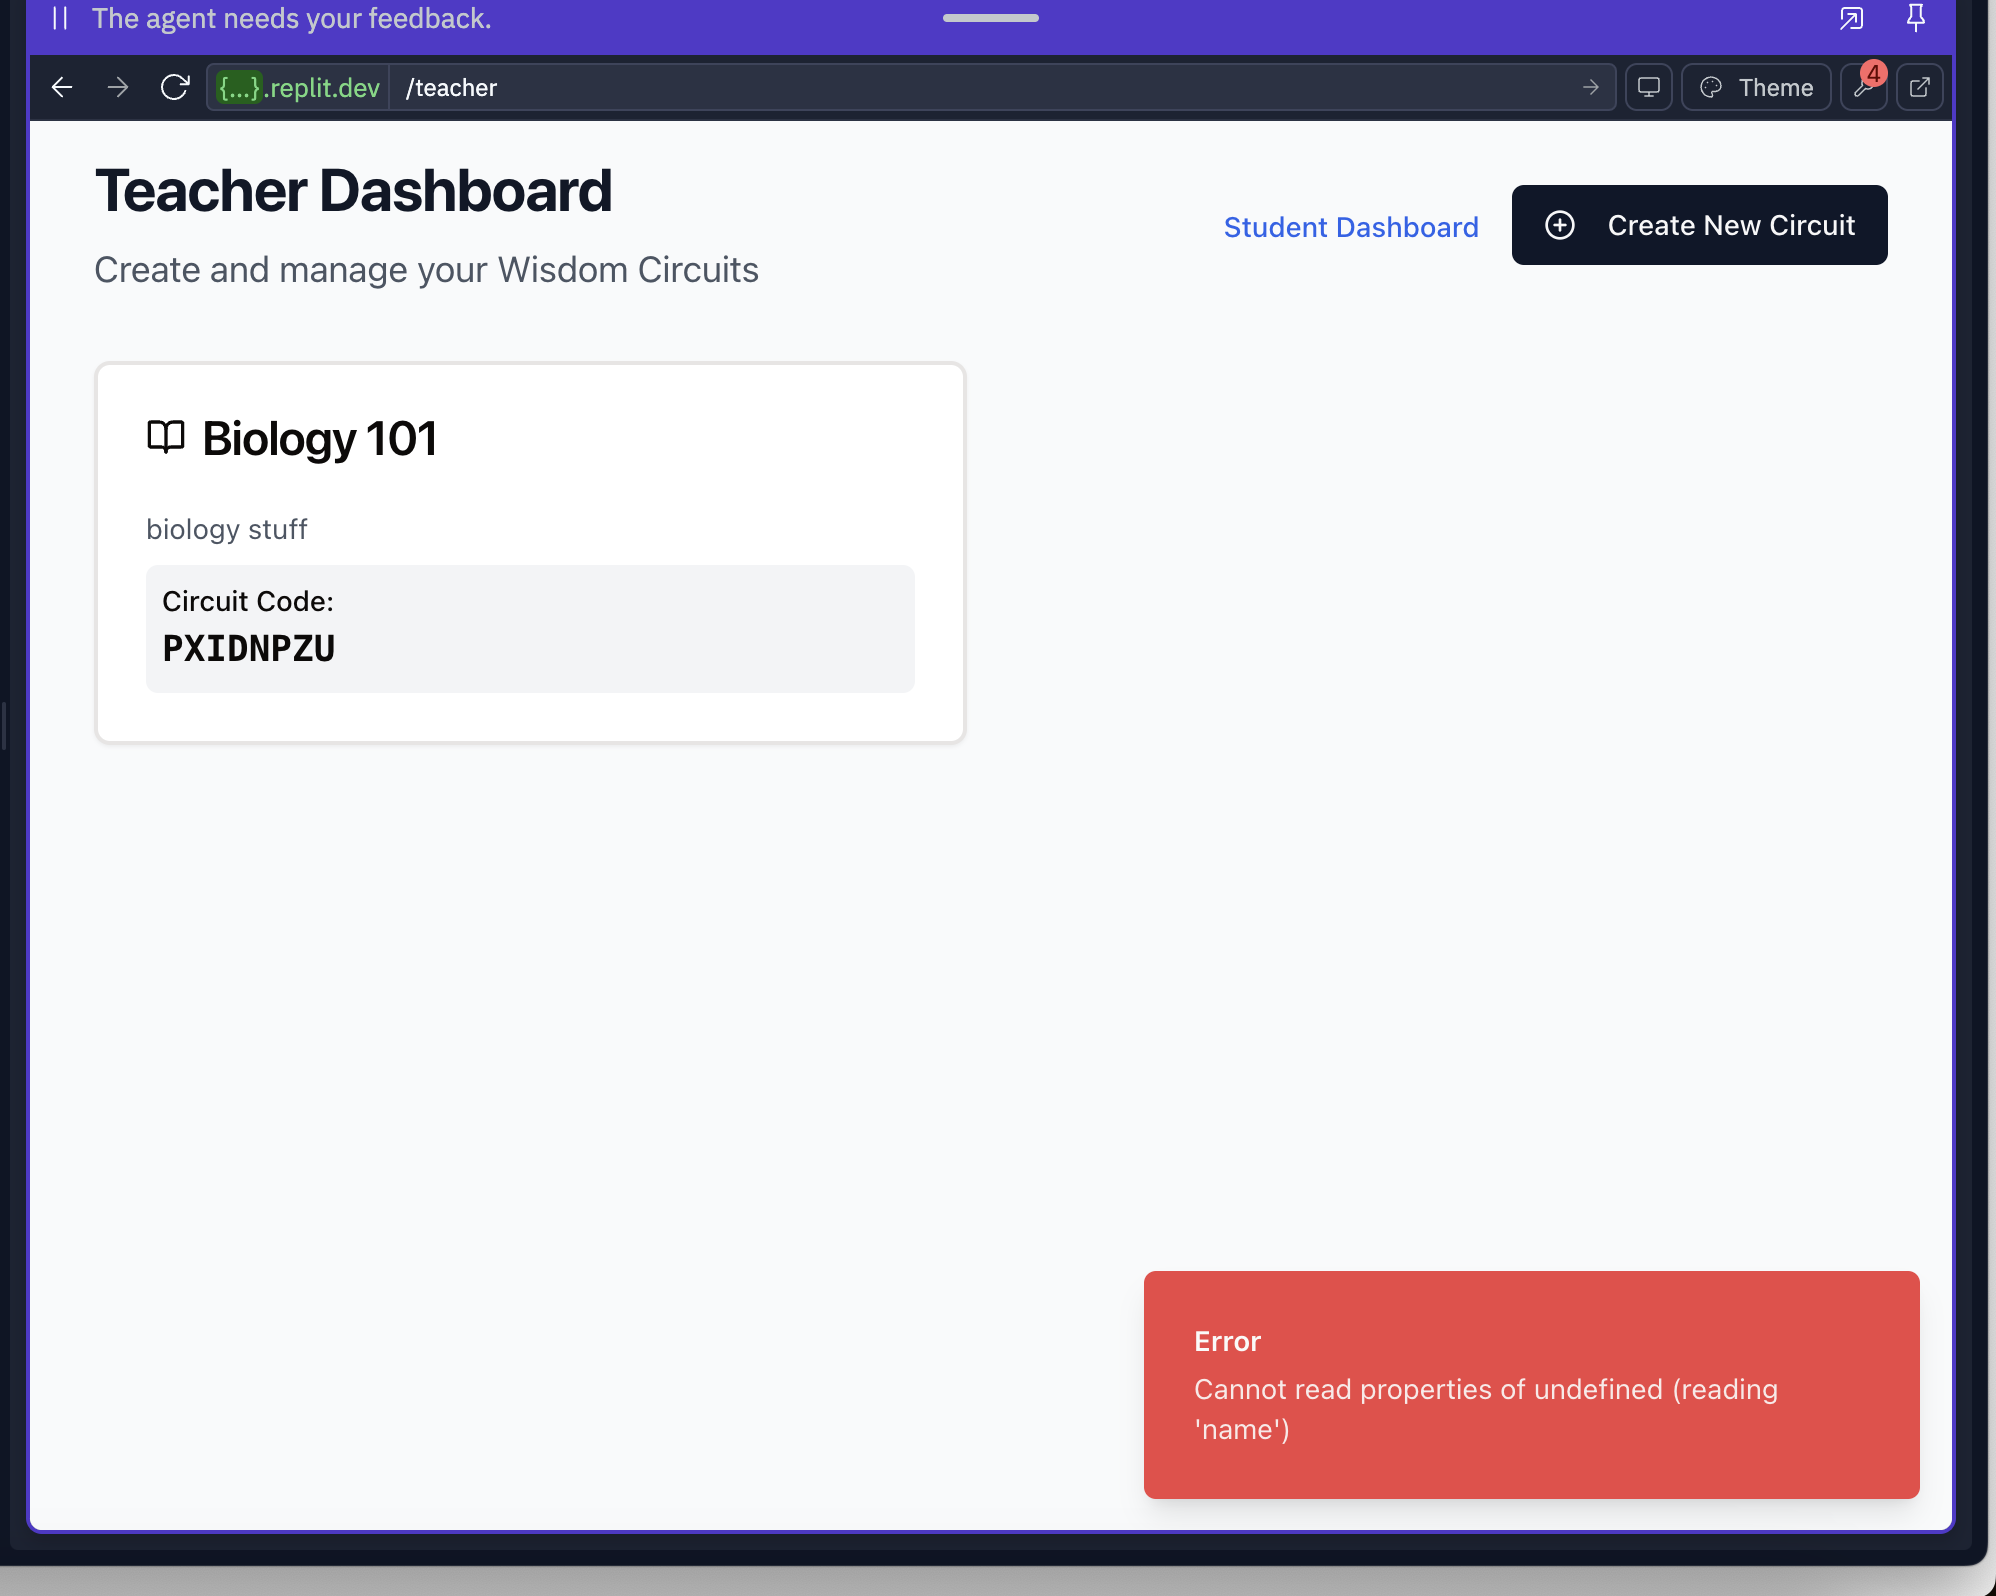 The agent needs your feedback.
{...}.replit.dev /teacher Theme 4
Teacher Dashboard
Create and manage your Wisdom Circuits
Student Dashboard
Create New Circuit
Biology 101
biology stuff
Circuit Code:
PXIDNPZU
Error
Cannot read properties of undefined (reading
'name')